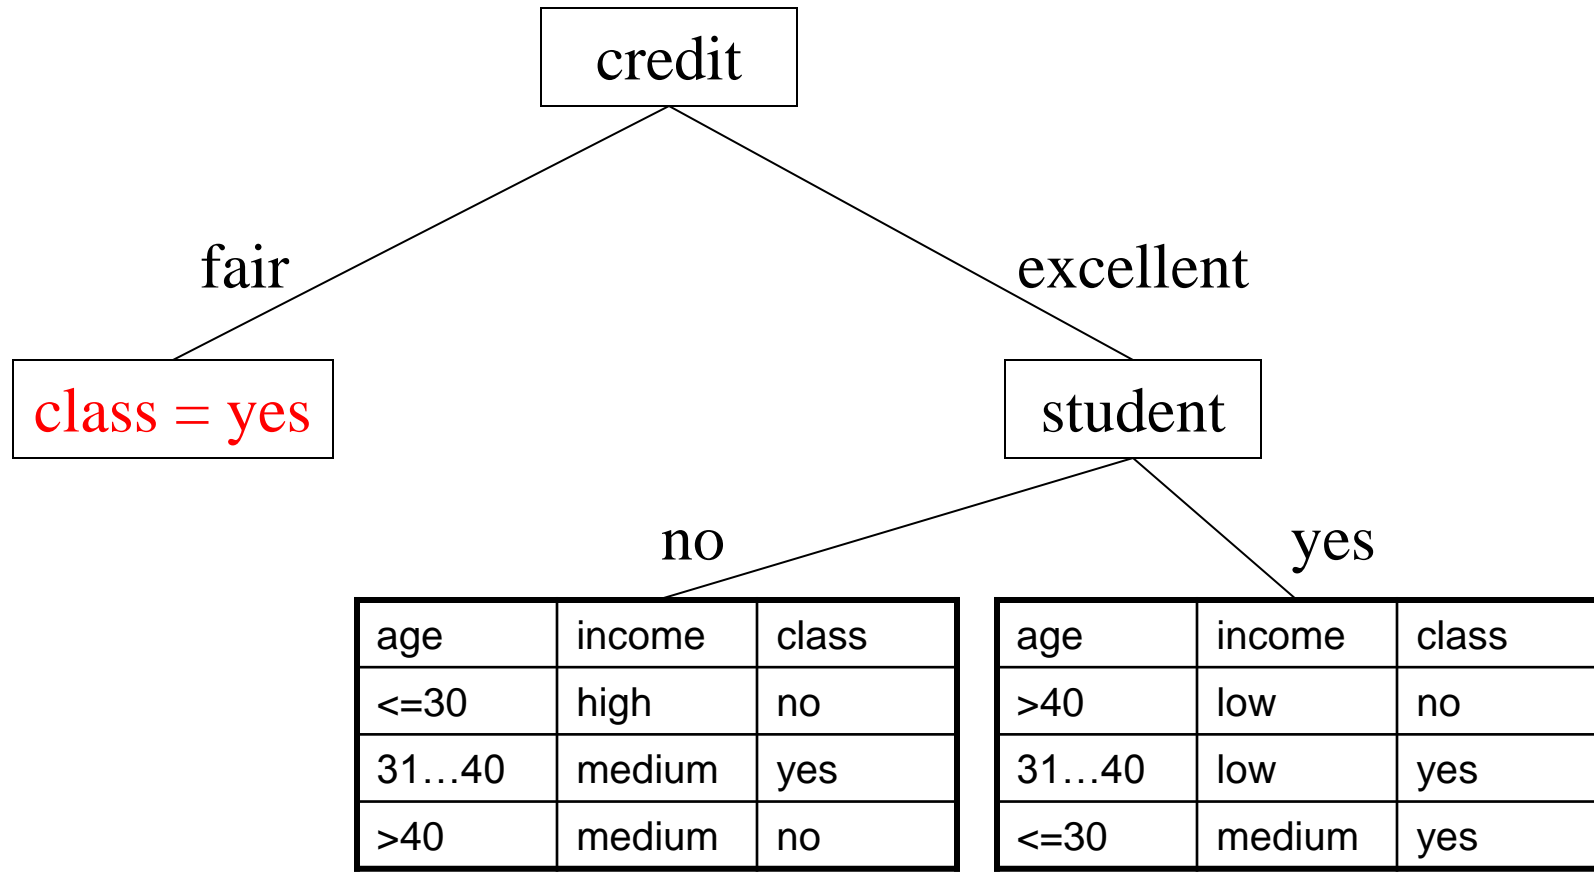 credit
fair
excellent
class = yes
student
no
yes
age income class
<=30 high no
31…40 medium yes
>40 medium no
age income class
>40 low no
31…40 low yes
<=30 medium yes